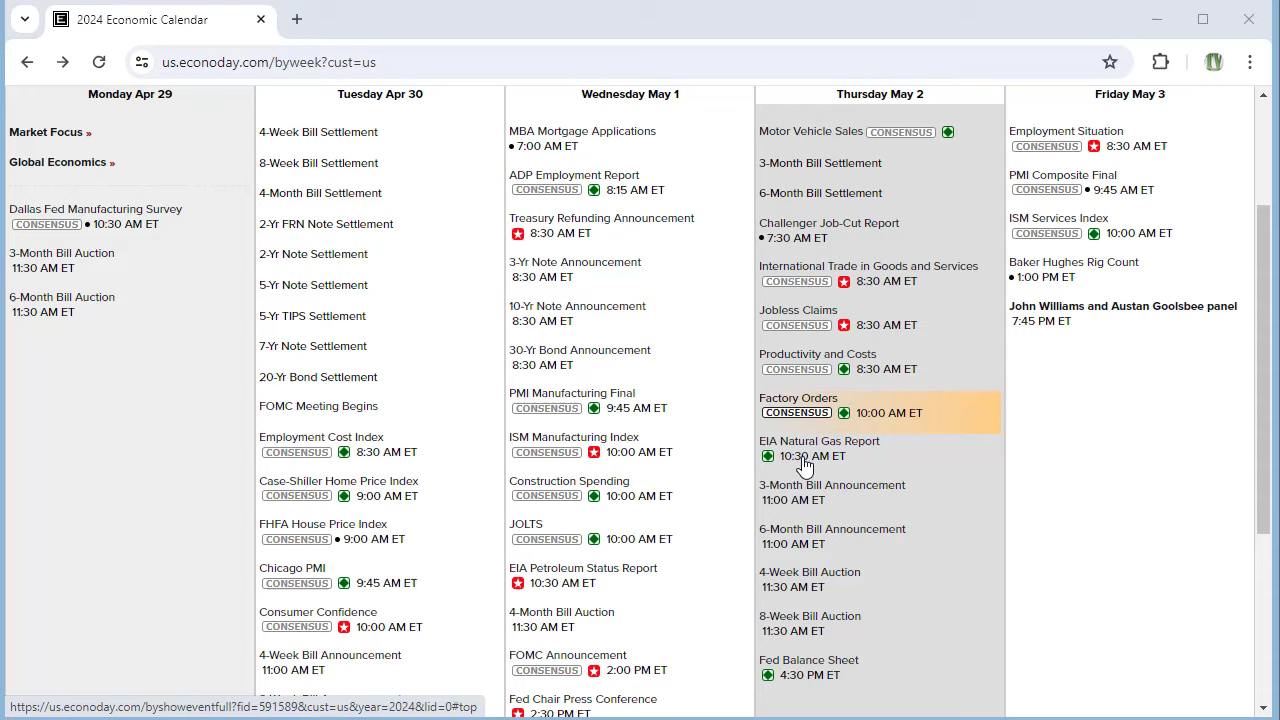 2024 Economic Calendar
us.econoday.com/byweek?cust=us
Monday Apr 29
Market Focus »
Global Economics »
Dallas Fed Manufacturing Survey
CONSENSUS 10:30 AM ET
3-Month Bill Auction
11:30 AM ET
6-Month Bill Auction
11:30 AM ET
Tuesday Apr 30
4-Week Bill Settlement
8-Week Bill Settlement
4-Month Bill Settlement
2-Yr FRN Note Settlement
2-Yr Note Settlement
5-Yr Note Settlement
5-Yr TIPS Settlement
7-Yr Note Settlement
20-Yr Bond Settlement
FOMC Meeting Begins
Employment Cost Index
CONSENSUS 8:30 AM ET
Case-Shiller Home Price Index
CONSENSUS 9:00 AM ET
FHFA House Price Index
CONSENSUS 9:00 AM ET
Chicago PMI
CONSENSUS 9:45 AM ET
Consumer Confidence
CONSENSUS 10:00 AM ET
4-Week Bill Announcement
11:00 AM ET
Wednesday May 1
MBA Mortgage Applications
7:00 AM ET
ADP Employment Report
CONSENSUS 8:15 AM ET
Treasury Refunding Announcement
8:30 AM ET
3-Yr Note Announcement
8:30 AM ET
10-Yr Note Announcement
8:30 AM ET
30-Yr Bond Announcement
8:30 AM ET
PMI Manufacturing Final
CONSENSUS 9:45 AM ET
ISM Manufacturing Index
CONSENSUS 10:00 AM ET
Construction Spending
CONSENSUS 10:00 AM ET
JOLTS
CONSENSUS 10:00 AM ET
EIA Petroleum Status Report
10:30 AM ET
4-Month Bill Auction
11:30 AM ET
FOMC Announcement
CONSENSUS 2:00 PM ET
Fed Chair Press Conference
2:30 PM ET
Thursday May 2
Motor Vehicle Sales CONSENSUS
3-Month Bill Settlement
6-Month Bill Settlement
Challenger Job-Cut Report
7:30 AM ET
International Trade in Goods and Services
CONSENSUS 8:30 AM ET
Jobless Claims
CONSENSUS 8:30 AM ET
Productivity and Costs
CONSENSUS 8:30 AM ET
Factory Orders
CONSENSUS 10:00 AM ET
EIA Natural Gas Report
10:30 AM ET
3-Month Bill Announcement
11:00 AM ET
6-Month Bill Announcement
11:00 AM ET
4-Week Bill Auction
11:30 AM ET
8-Week Bill Auction
11:30 AM ET
Fed Balance Sheet
4:30 PM ET
Friday May 3
Employment Situation
CONSENSUS 8:30 AM ET
PMI Composite Final
CONSENSUS 9:45 AM ET
ISM Services Index
CONSENSUS 10:00 AM ET
Baker Hughes Rig Count
1:00 PM ET
John Williams and Austan Goolsbee panel
7:45 PM ET
https://us.econoday.com/byshoweventfull?fid=591589&cust=us&year=2024&lid=0#top